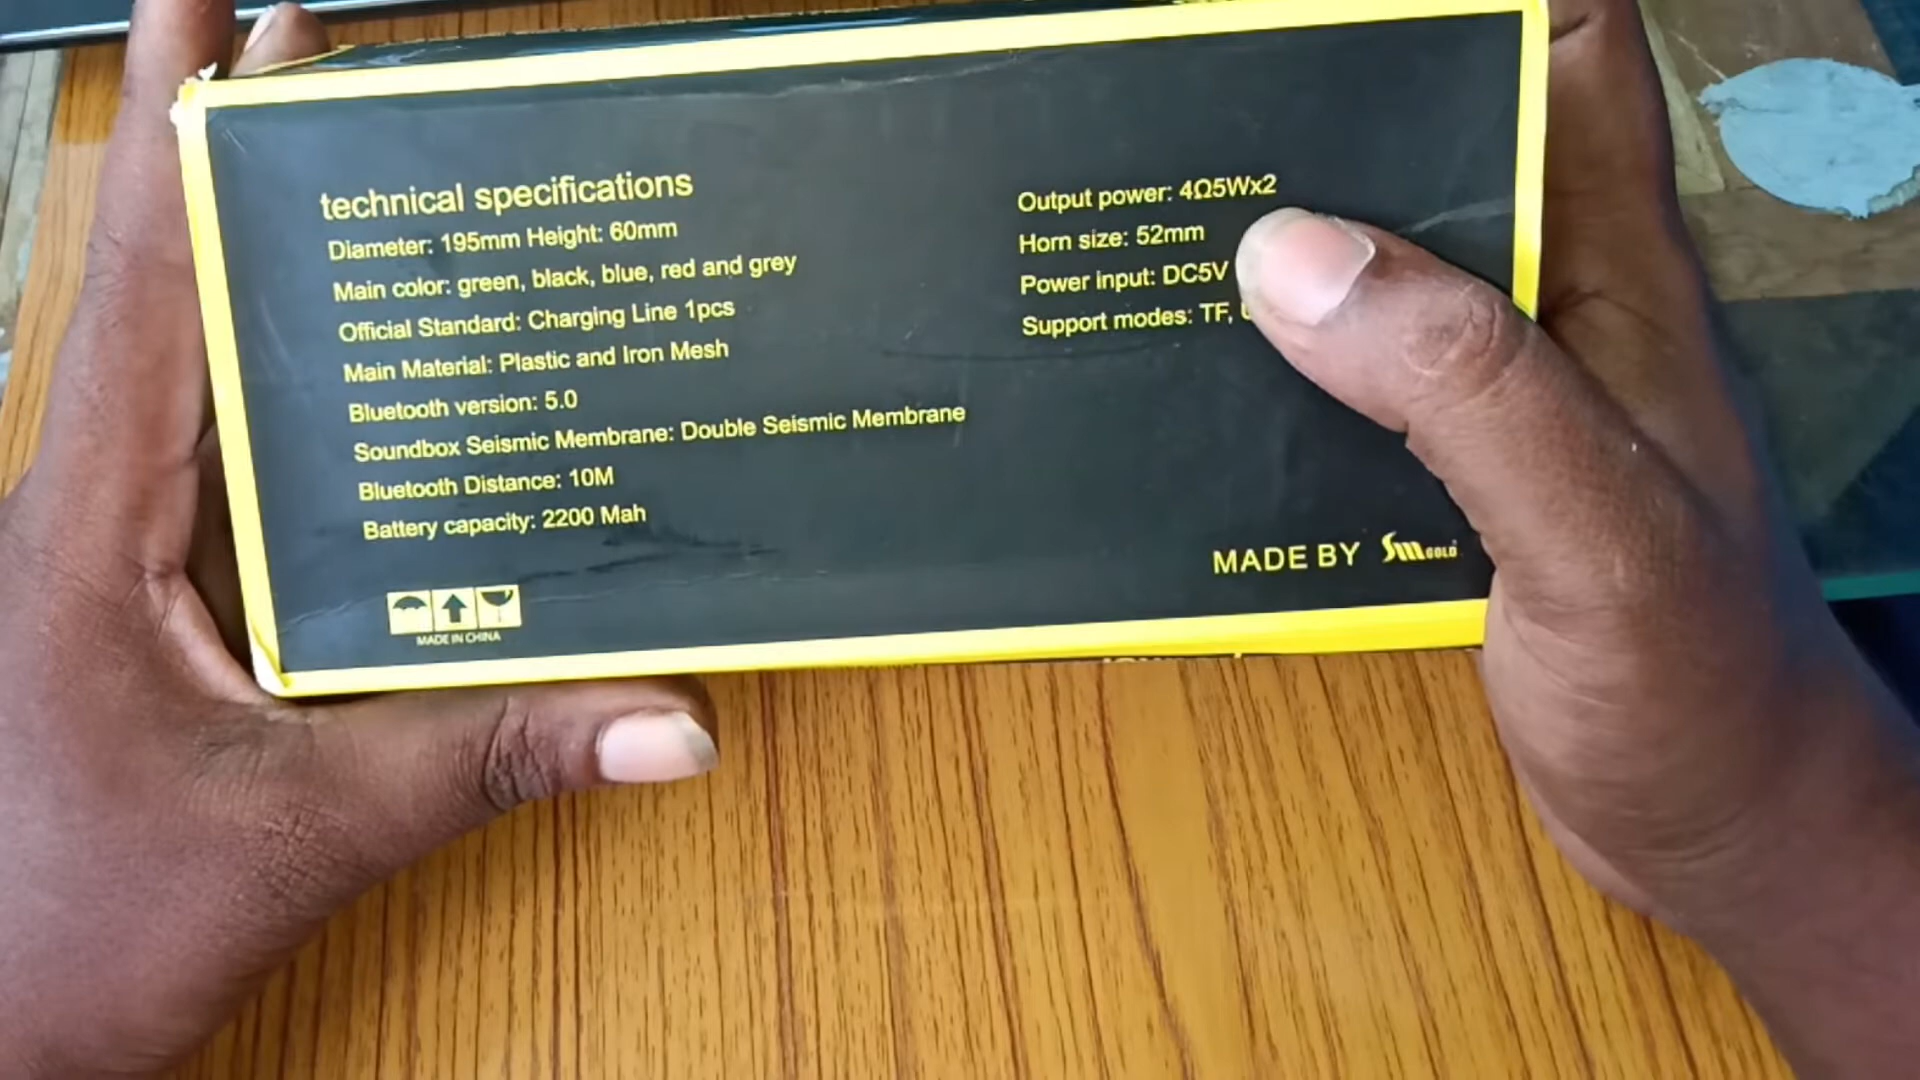 technical specifications
Diameter: 195mm Height: 60mm
Main color: green, black, blue, red and grey
Official Standard: Charging Line 1pcs
Main Material: Plastic and Iron Mesh
Bluetooth version: 5.0
Soundbox Seismic Membrane: Double Seismic Membrane
Bluetooth Distance: 10M
Battery capacity: 2200 Mah
MADE IN CHINA
Output power: 4Ω5Wx2
Horn size: 52mm
Power input: DC5V
Support modes: TF,
MADE BY Sm GOLD